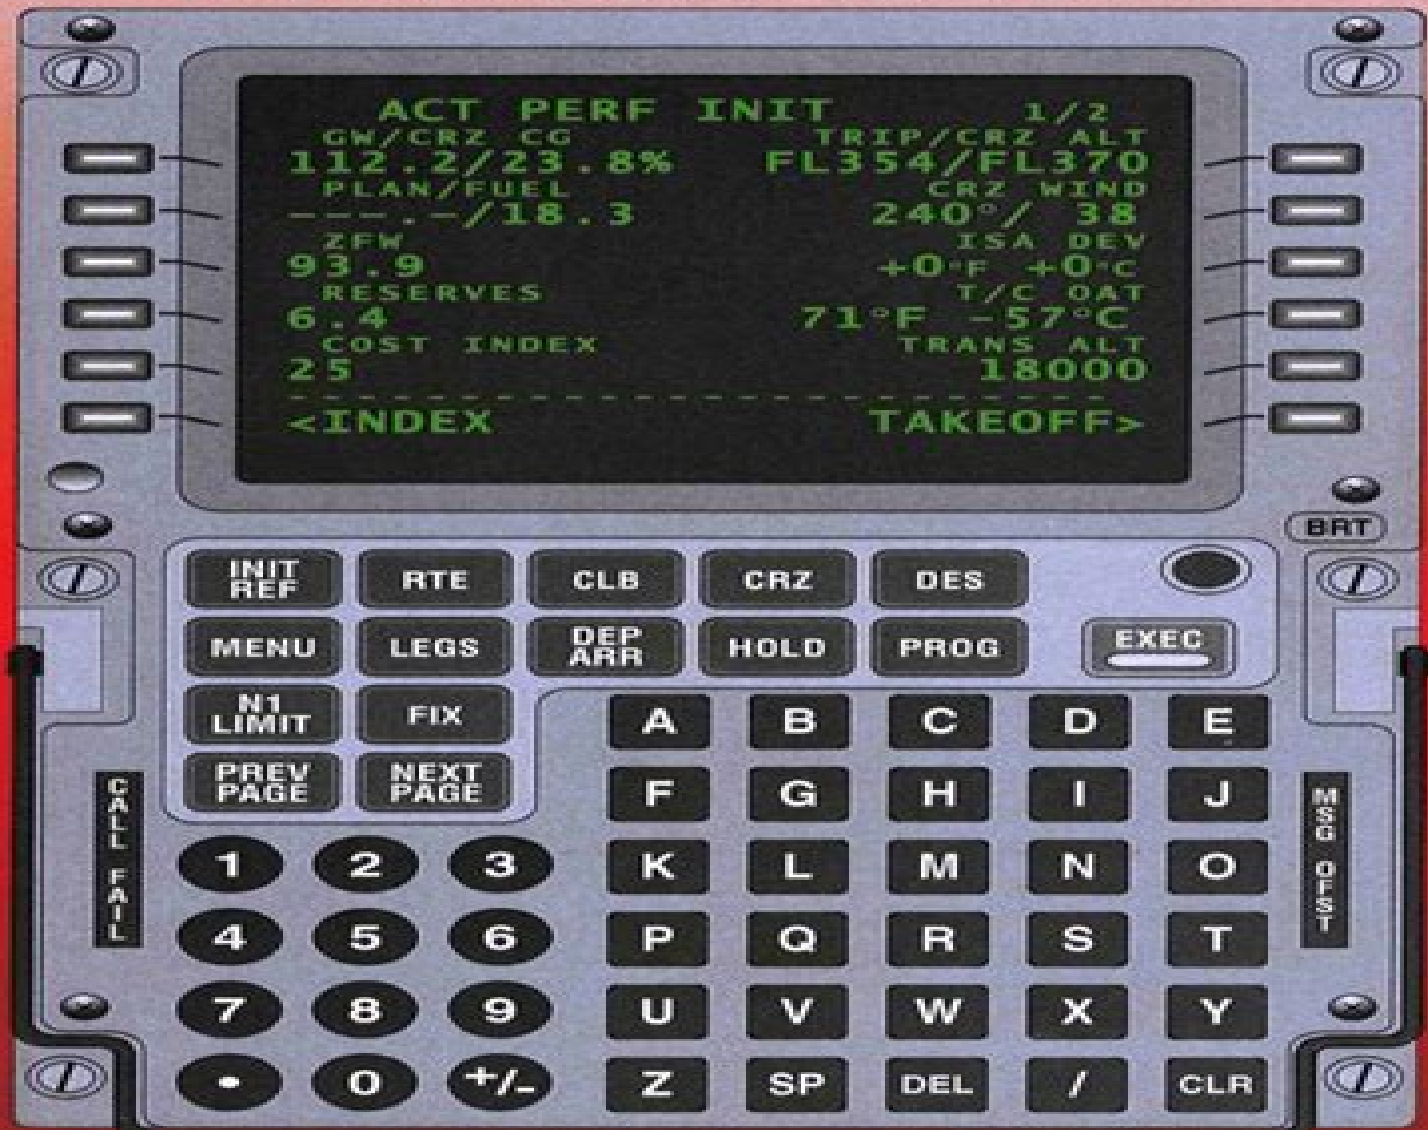 ACT PERF INIT 1/2
GW/CRZ CG TRIP/CRZ ALT
112.2/23.8% FL354/FL370
PLAN/FUEL CRZ WIND
---.-/18.3 240°/ 38
ZFW ISA DEV
93.9 +0°F +0°C
RESERVES T/C OAT
6.4 71°F -57°C
COST INDEX TRANS ALT
25 18000
------------------------
<INDEX TAKEOFF>
BRT
INIT REF RTE CLB CRZ DES
MENU LEGS DEP ARR HOLD PROG EXEC
N1 LIMIT FIX
PREV PAGE NEXT PAGE
A B C D E
F G H I J
K L M N O
P Q R S T
U V W X Y
Z SP DEL / CLR
1 2 3
4 5 6
7 8 9
. 0 +/-
CALL FAIL
MSG OFST